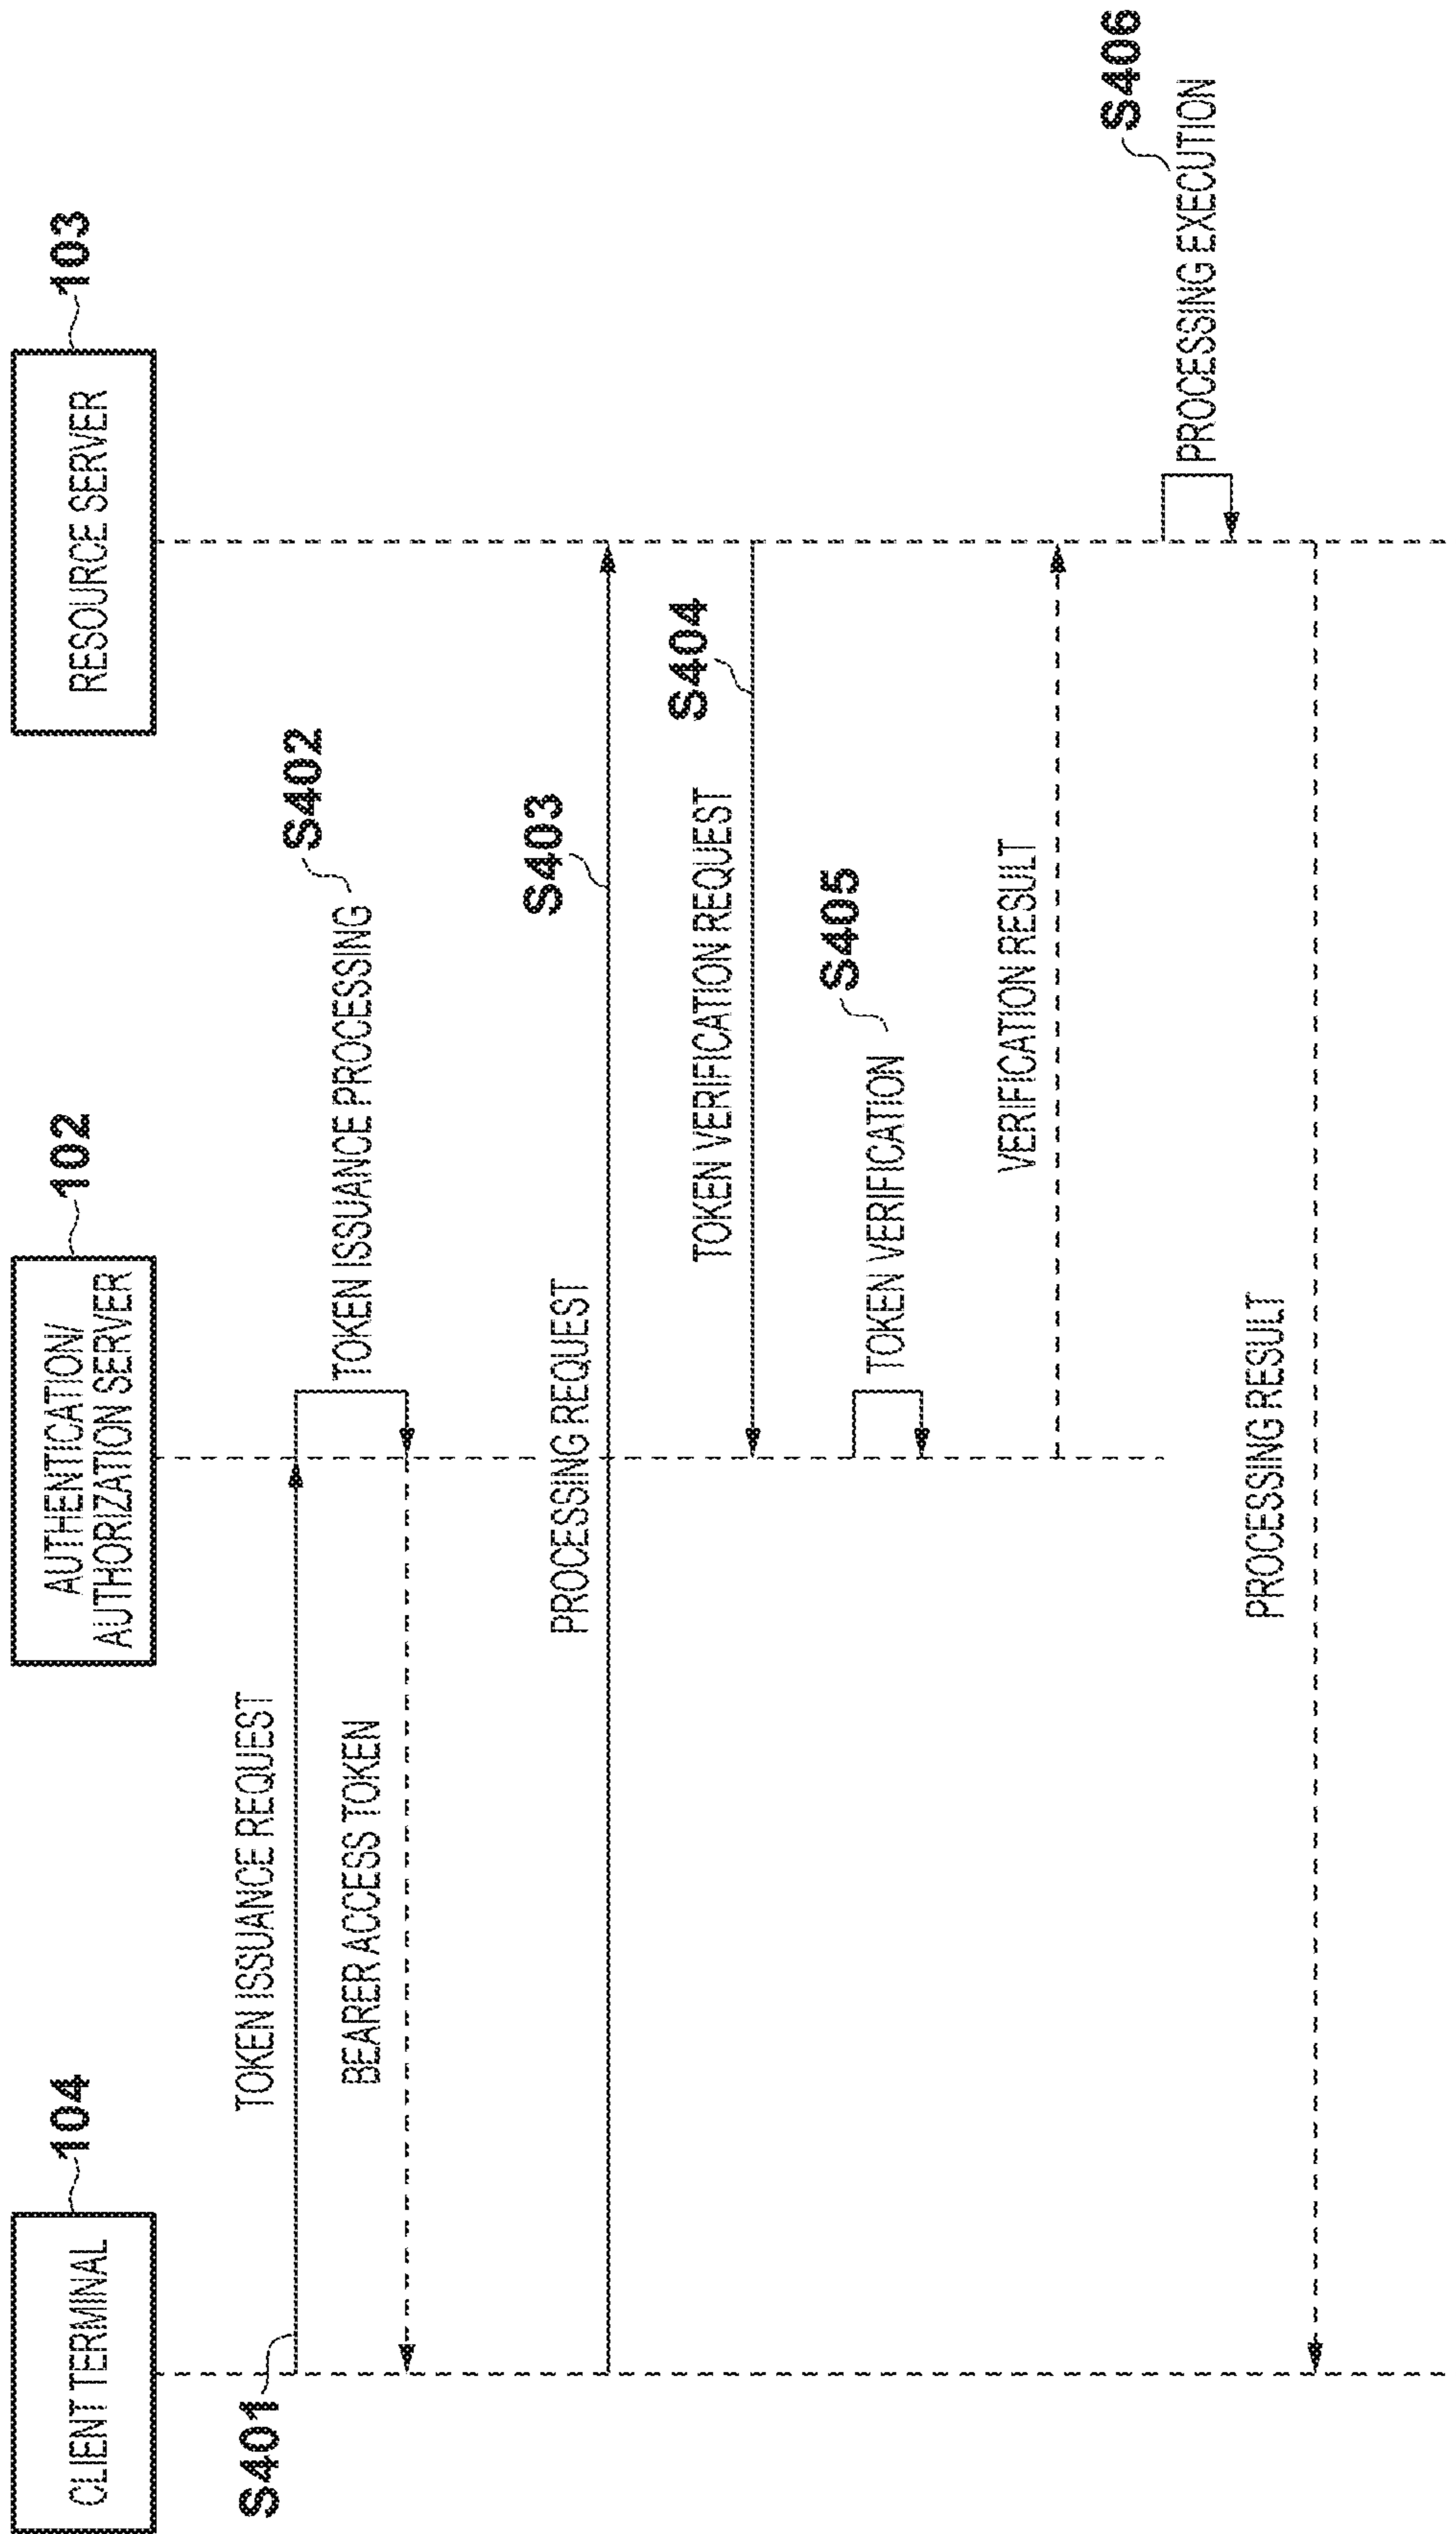 CLIENT TERMINAL
104
AUTHENTICATION/
AUTHORIZATION SERVER
102
RESOURCE SERVER
103
S401
TOKEN ISSUANCE REQUEST
S402
TOKEN ISSUANCE PROCESSING
BEARER ACCESS TOKEN
S403
PROCESSING REQUEST
S404
TOKEN VERIFICATION REQUEST
S405
TOKEN VERIFICATION
VERIFICATION RESULT
S406
PROCESSING EXECUTION
PROCESSING RESULT